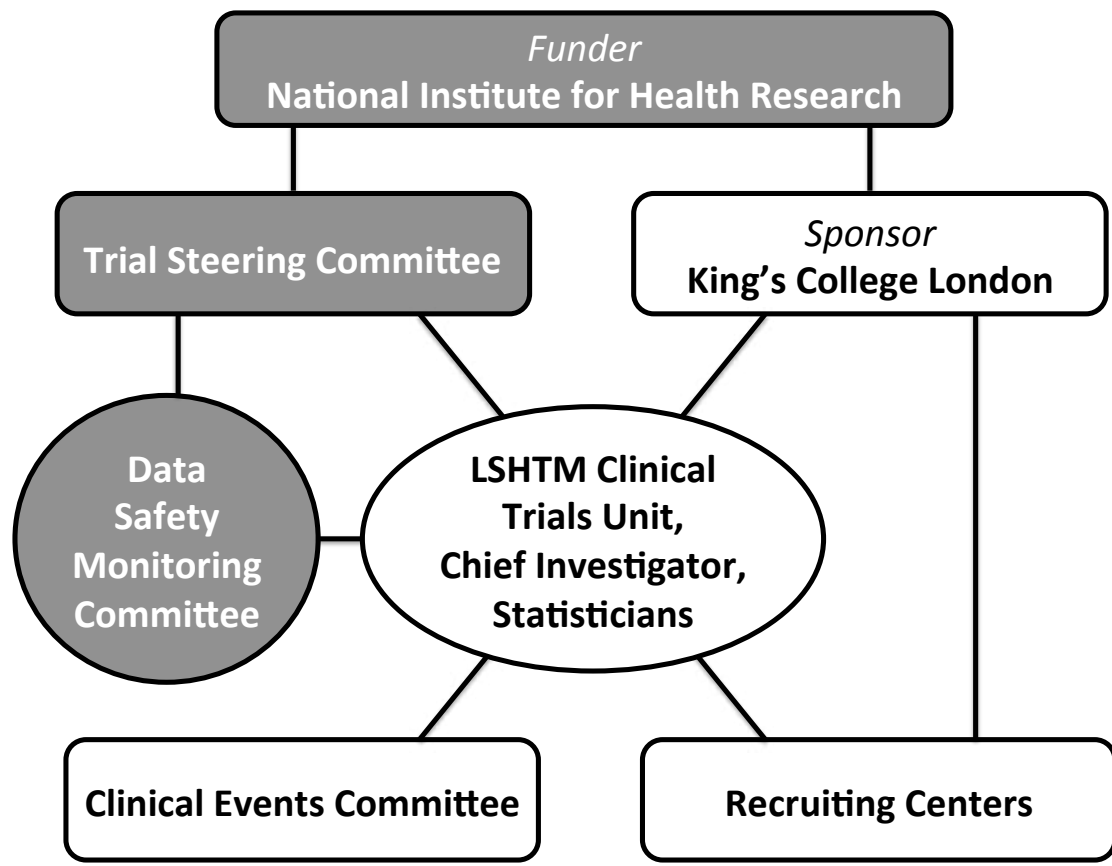 Funder
National Institute for Health Research
Trial Steering Committee
Sponsor
King’s College London
Data
Safety
Monitoring
Committee
LSHTM Clinical
Trials Unit,
Chief Investigator,
Statisticians
Clinical Events Committee
Recruiting Centers